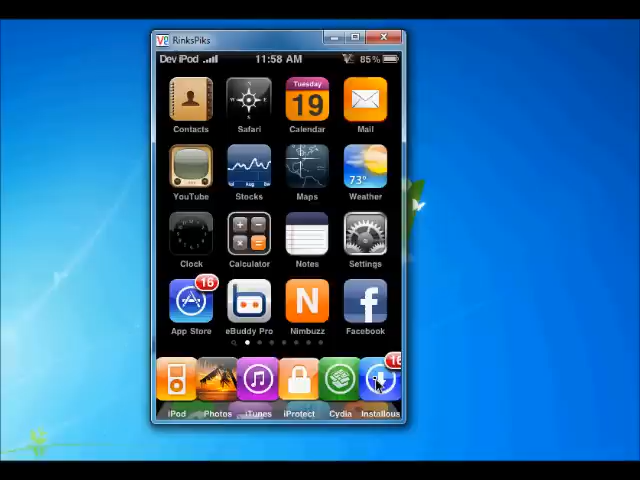 RinksPiks
Dev iPod 11:58 AM 85%
Tuesday
19
Contacts Safari Calendar Mail
73°
YouTube Stocks Maps Weather
Clock Calculator Notes Settings
16
N f
App Store eBuddy Pro Nimbuzz Facebook
16
iPod Photos iTunes iProtect Cydia Installous